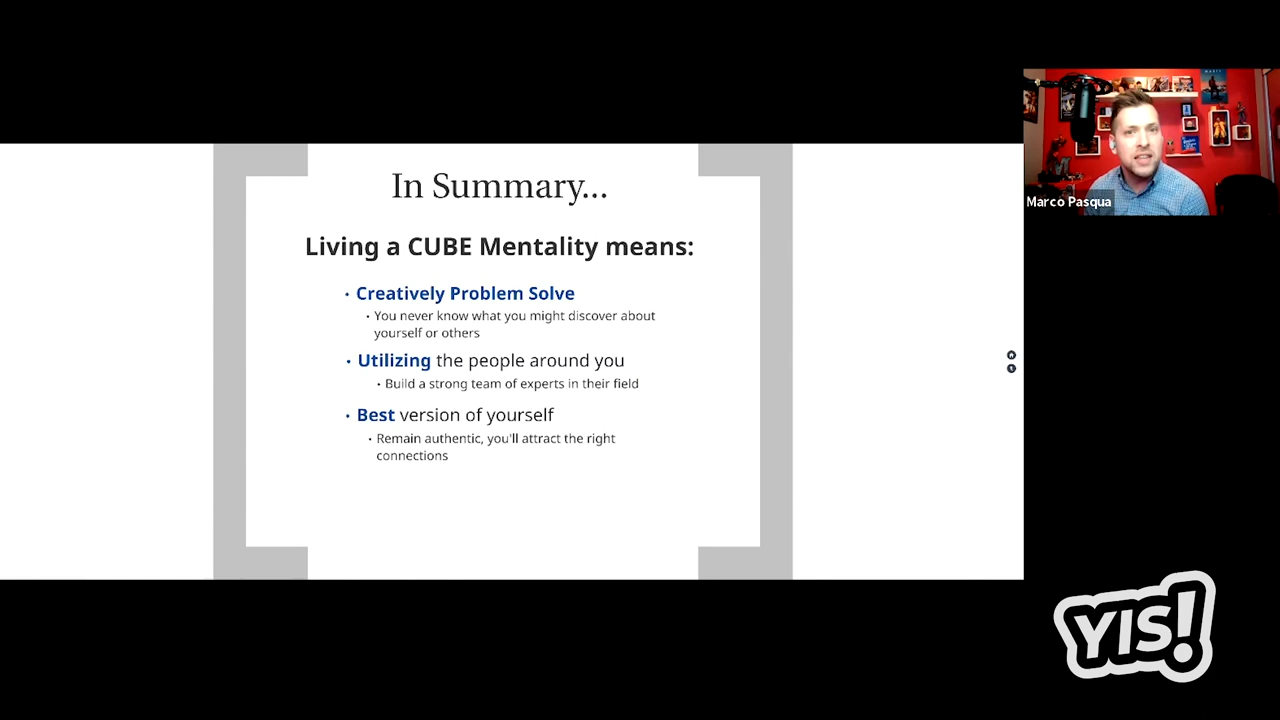 In Summary...
Living a CUBE Mentality means:
• Creatively Problem Solve
• You never know what you might discover about
yourself or others
• Utilizing the people around you
• Build a strong team of experts in their field
• Best version of yourself
• Remain authentic, you'll attract the right
connections
Marco Pasqua
YIS!